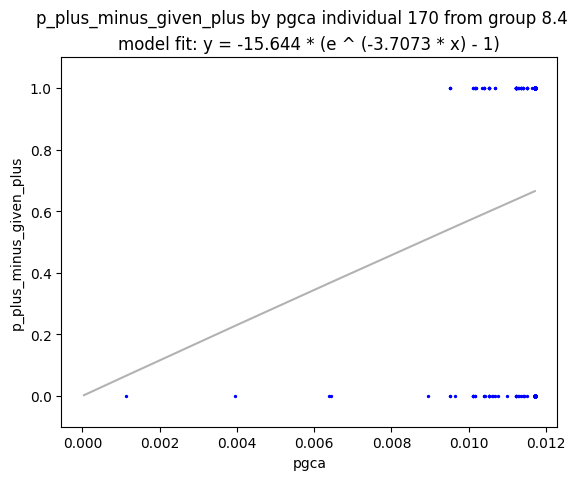 p_plus_minus_given_plus by pgca individual 170 from group 8.4
model fit: y = -15.644 * (e ^ (-3.7073 * x) - 1)
1.0
0.8
0.6
0.4
0.2
0.0
p_plus_minus_given_plus
0.000 0.002 0.004 0.006 0.008 0.010 0.012
pgca